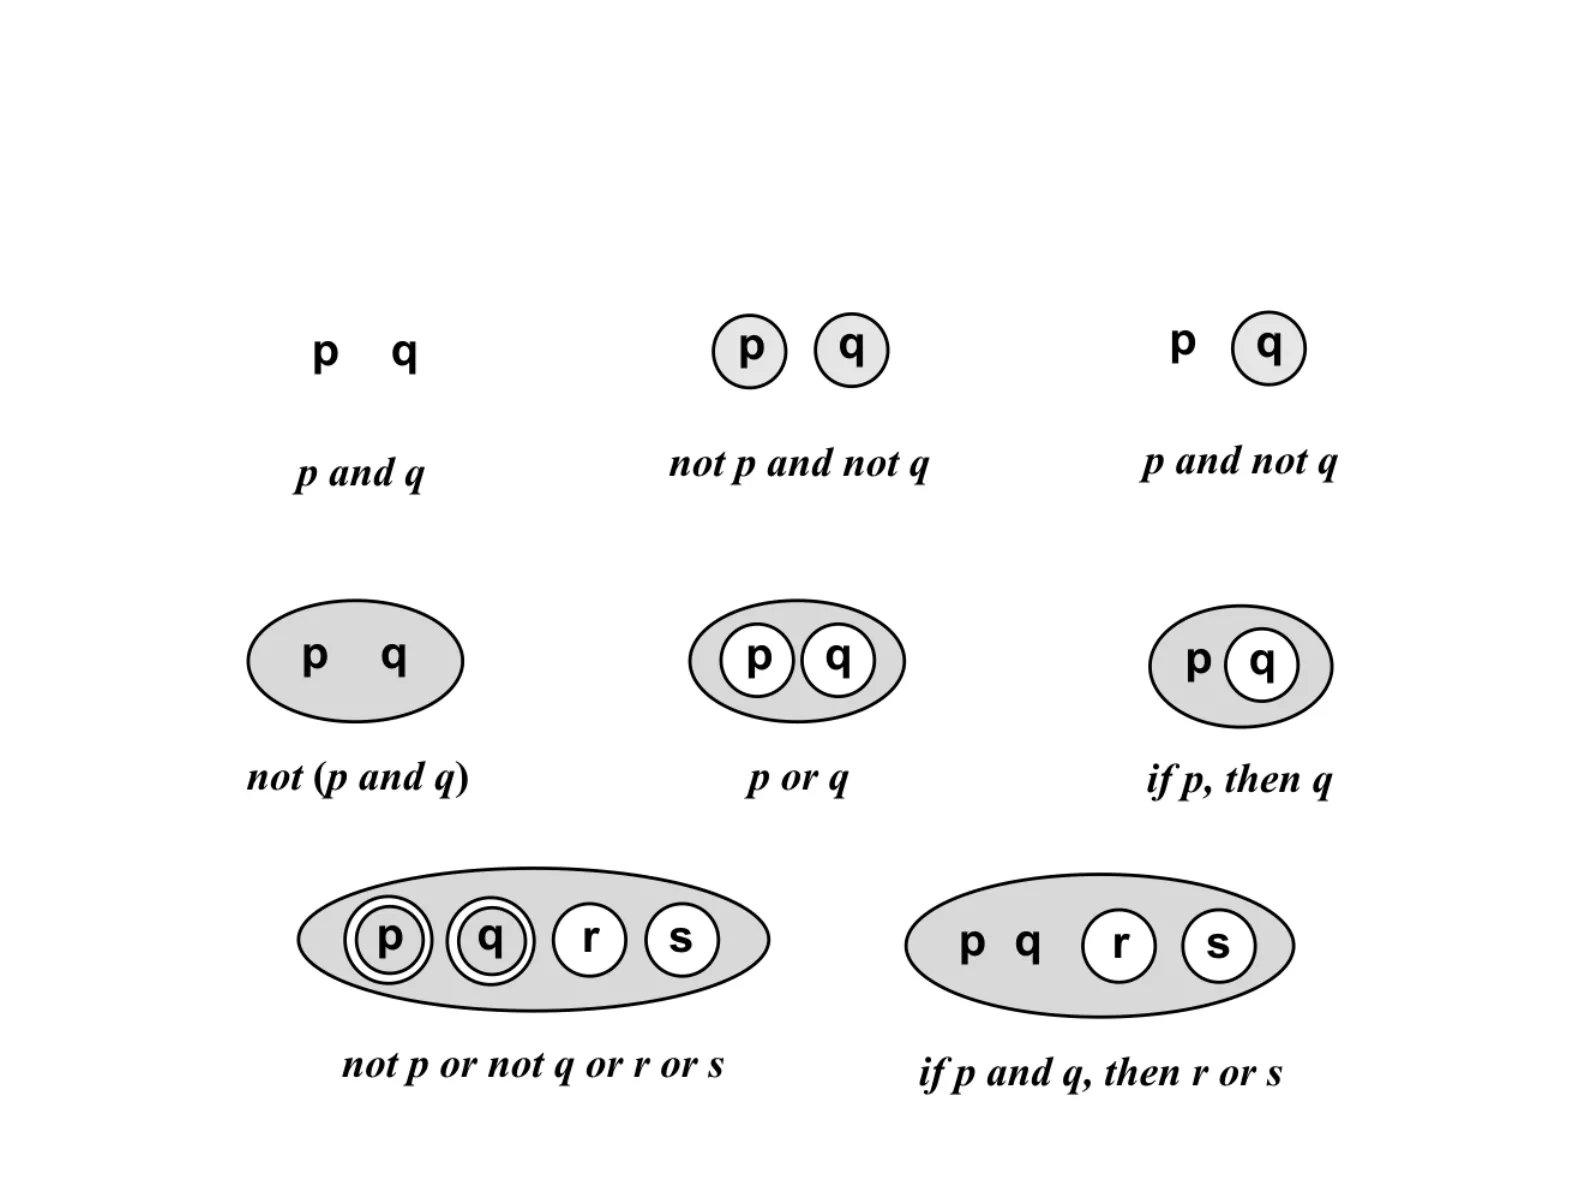 p q
p q
p q
p and q
not p and not q
p and not q
p q
p q
p q
not (p and q)
p or q
if p, then q
p q r s
p q r s
not p or not q or r or s
if p and q, then r or s